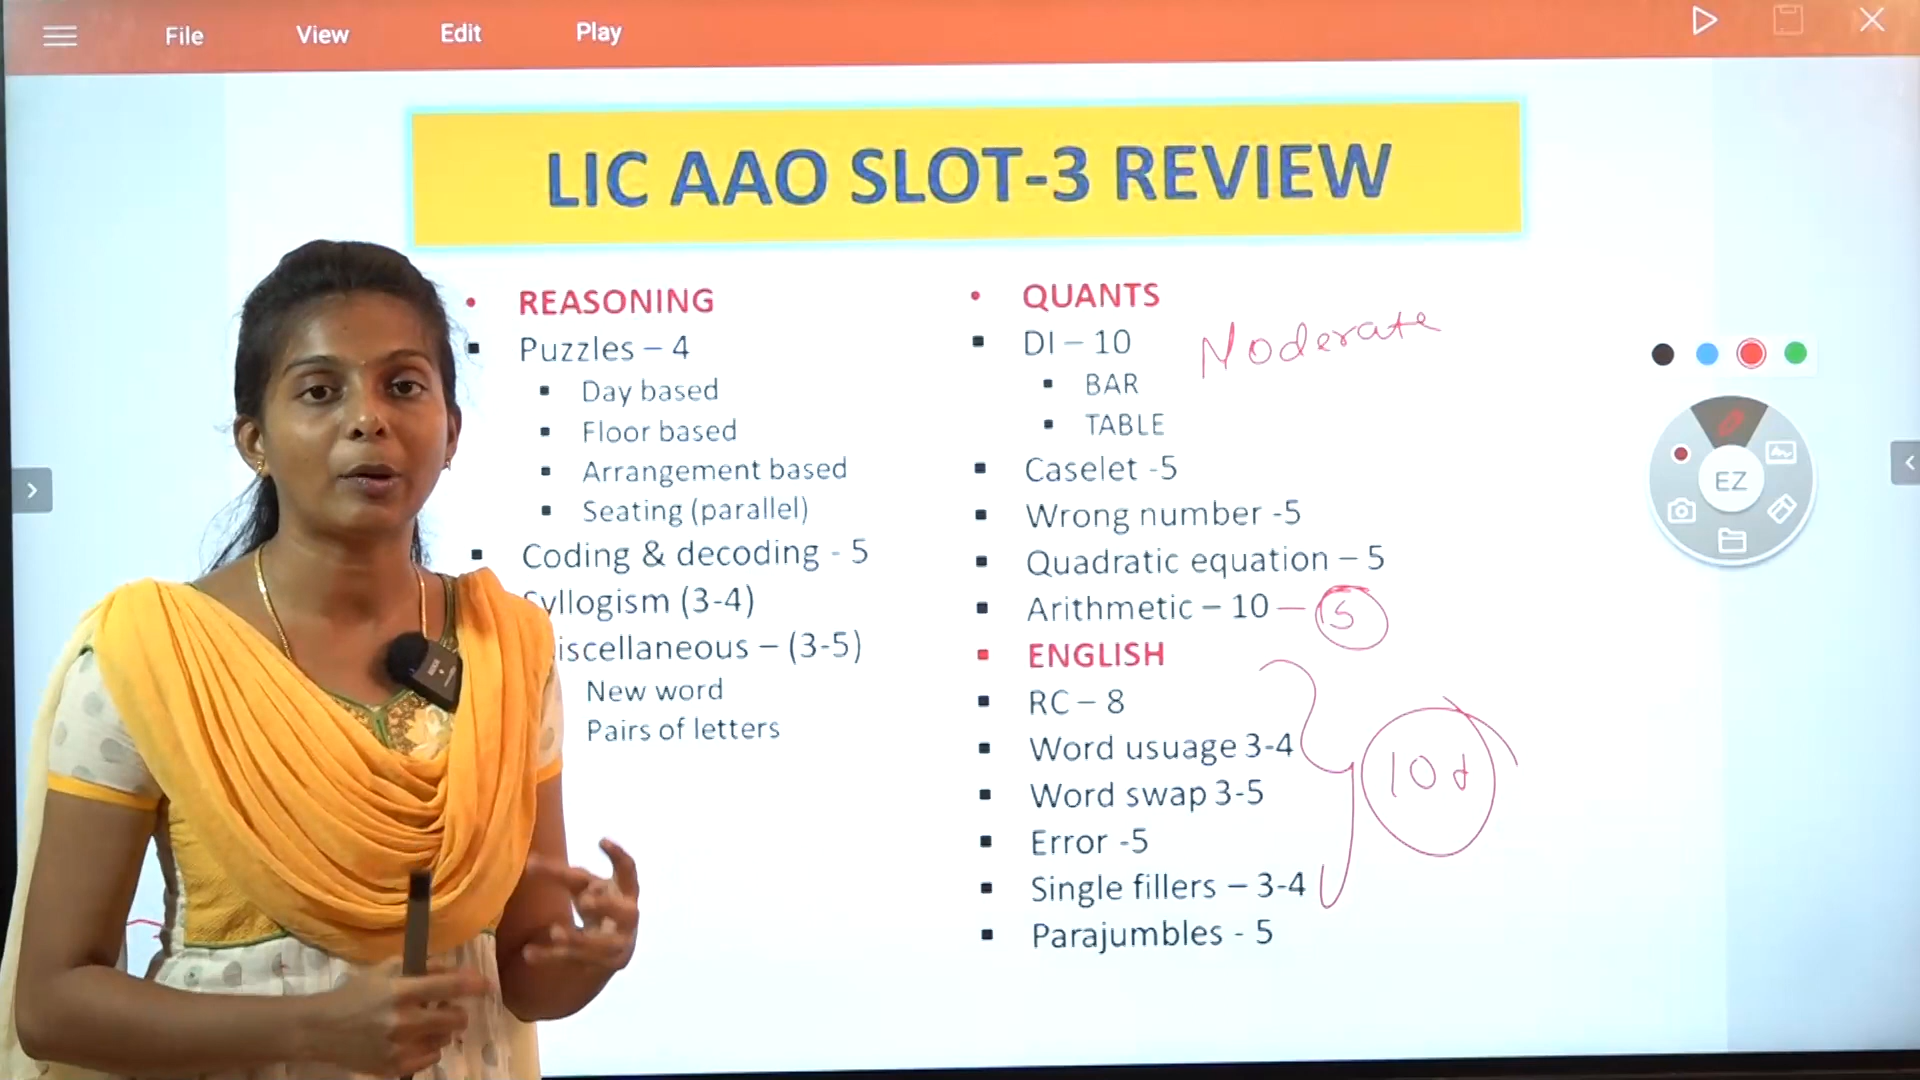 File View Edit Play
LIC AAO SLOT-3 REVIEW
• REASONING
▪ Puzzles – 4
▪ Day based
▪ Floor based
▪ Arrangement based
▪ Seating (parallel)
▪ Coding & decoding - 5
Syllogism (3-4)
iscellaneous – (3-5)
New word
Pairs of letters
• QUANTS
▪ DI – 10 Moderate
▪ BAR
▪ TABLE
▪ Caselet -5
▪ Wrong number -5
▪ Quadratic equation – 5
▪ Arithmetic – 10 — 5
▪ ENGLISH
▪ RC – 8
▪ Word usuage 3-4
▪ Word swap 3-5
▪ Error -5
▪ Single fillers – 3-4
▪ Parajumbles - 5
EZ